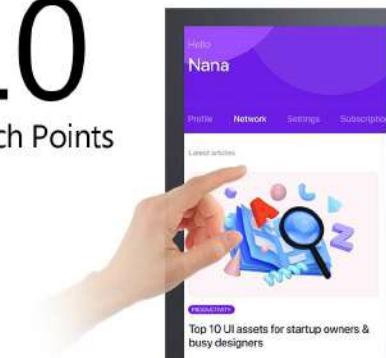 10
ch Points
Hello
Nana
Profile Network Settings Subscription
Latest articles
PRODUCTIVITY
Top 10 UI assets for startup owners &
busy designers